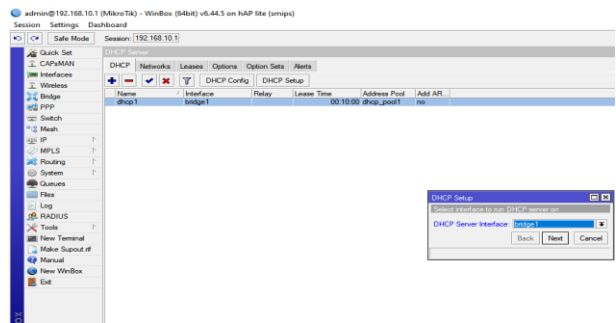 admin@192.168.10.1 (MikroTik) - WinBox (64bit) v6.44.5 on hAP lite (smips)
Session Settings Dashboard
Safe Mode Session: 192.168.10.1
Quick Set
CAPsMAN
Interfaces
Wireless
Bridge
PPP
Switch
Mesh
IP
MPLS
Routing
System
Queues
Files
Log
RADIUS
Tools
New Terminal
Make Supout.rif
Manual
New WinBox
Exit
DHCP Server
DHCP Networks Leases Options Option Sets Alerts
DHCP Config DHCP Setup
Name Interface Relay Lease Time Address Pool Add AR...
dhcp1 bridge1 00:10:00 dhcp_pool1 no
DHCP Setup
Select interface to run DHCP server on
DHCP Server Interface: bridge1
Back Next Cancel